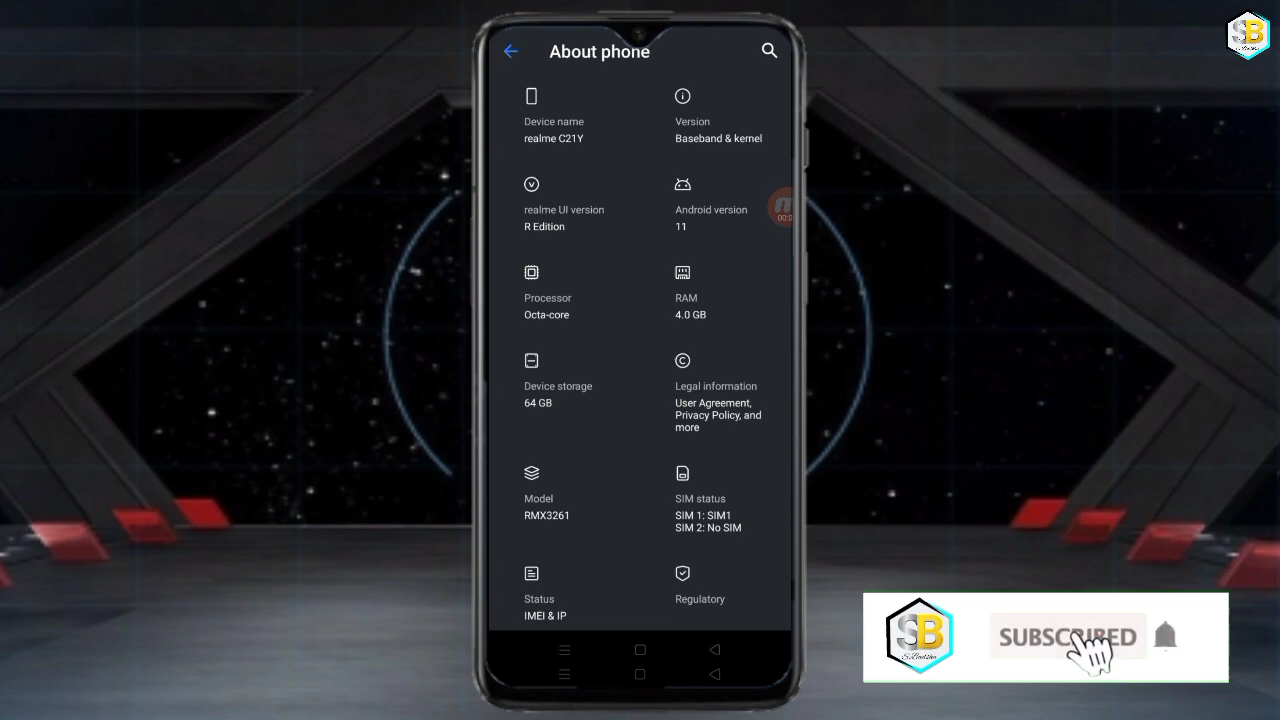 About phone
Device name
realme C21Y
Version
Baseband & kernel
realme UI version
R Edition
Android version
11
Processor
Octa-core
RAM
4.0 GB
Device storage
64 GB
Legal information
User Agreement,
Privacy Policy, and
more
Model
RMX3261
SIM status
SIM 1: SIM1
SIM 2: No SIM
Status
IMEI & IP
Regulatory
SB
SB
SUBSCRIBED